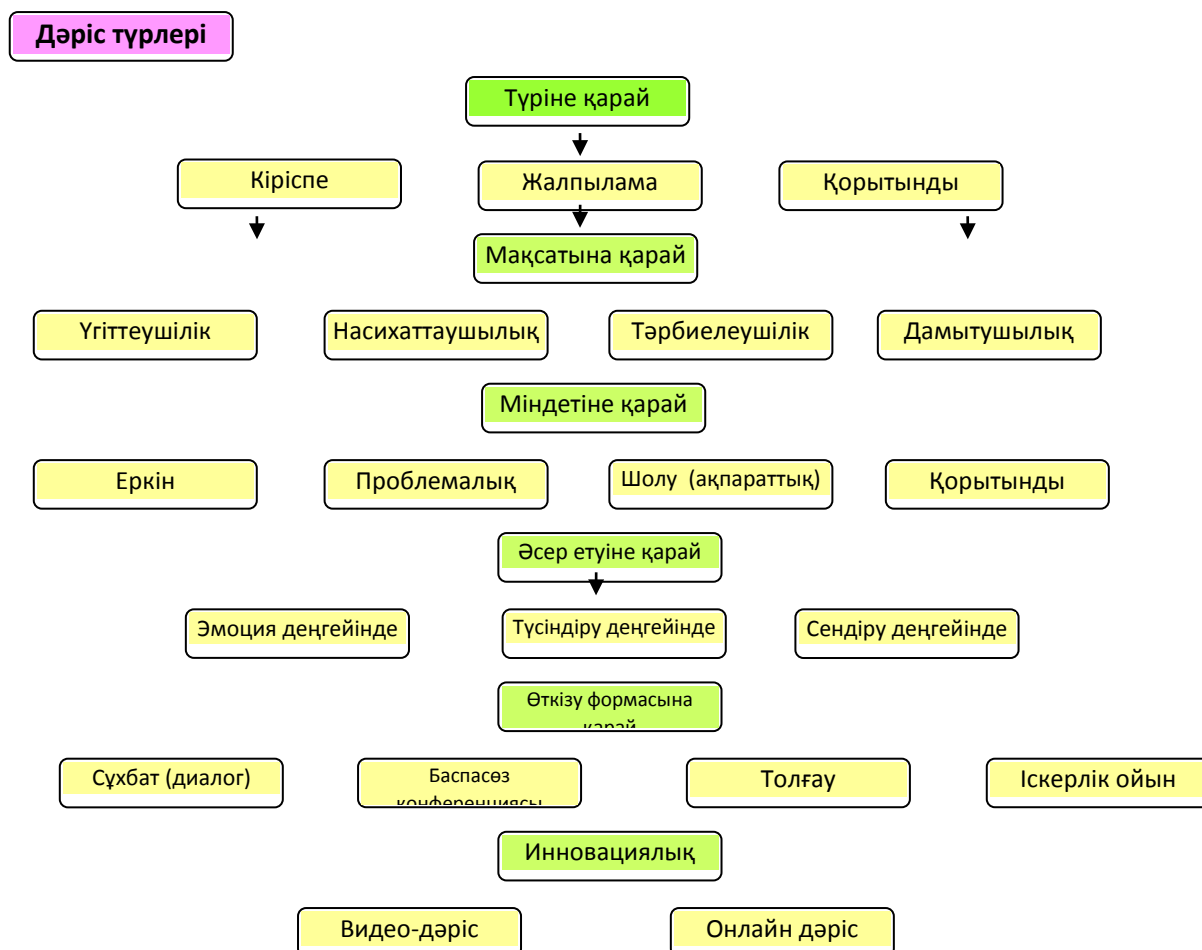 Дәріс түрлері
Түріне қарай
Кіріспе
Жалпылама
Қорытынды
Мақсатына қарай
Үгіттеушілік
Насихаттаушылық
Тәрбиелеушілік
Дамытушылық
Міндетіне қарай
Еркін
Проблемалық
Шолу (ақпараттық)
Қорытынды
Әсер етуіне қарай
Эмоция деңгейінде
Түсіндіру деңгейінде
Сендіру деңгейінде
Өткізу формасына
қарай
Сұхбат (диалог)
Баспасөз
конференциясы
Толғау
Іскерлік ойын
Инновациялық
Видео-дәріс
Онлайн дәріс